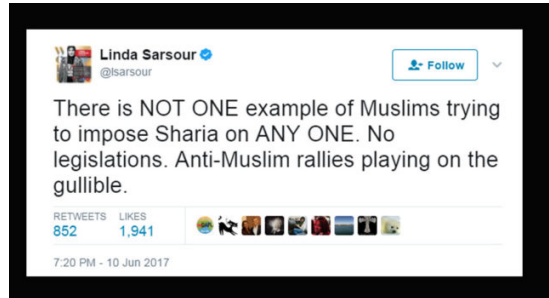 Linda Sarsour
@lsarsour
Follow
There is NOT ONE example of Muslims trying
to impose Sharia on ANY ONE. No
legislations. Anti-Muslim rallies playing on the
gullible.
RETWEETS LIKES
852 1,941
7:20 PM - 10 Jun 2017